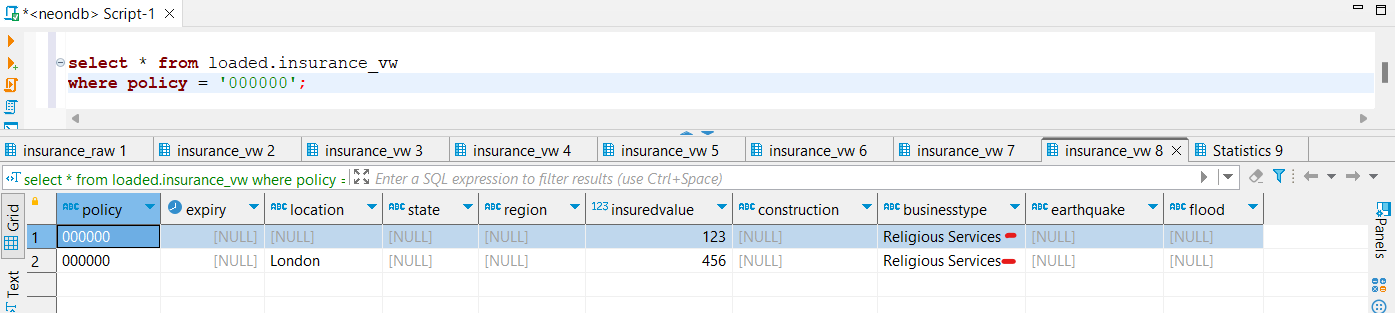 *<neondb> Script-1
select * from loaded.insurance_vw
where policy = '000000';
insurance_raw 1 insurance_vw 2 insurance_vw 3 insurance_vw 4 insurance_vw 5 insurance_vw 6 insurance_vw 7 insurance_vw 8 Statistics 9
select * from loaded.insurance_vw where policy = Enter a SQL expression to filter results (use Ctrl+Space)
Grid
Text
Panels
ABC policy expiry ABC location ABC state ABC region 123 insuredvalue ABC construction ABC businesstype ABC earthquake ABC flood
1 000000 [NULL] [NULL] [NULL] [NULL] 123 [NULL] Religious Services [NULL] [NULL]
2 000000 [NULL] London [NULL] [NULL] 456 [NULL] Religious Services [NULL] [NULL]